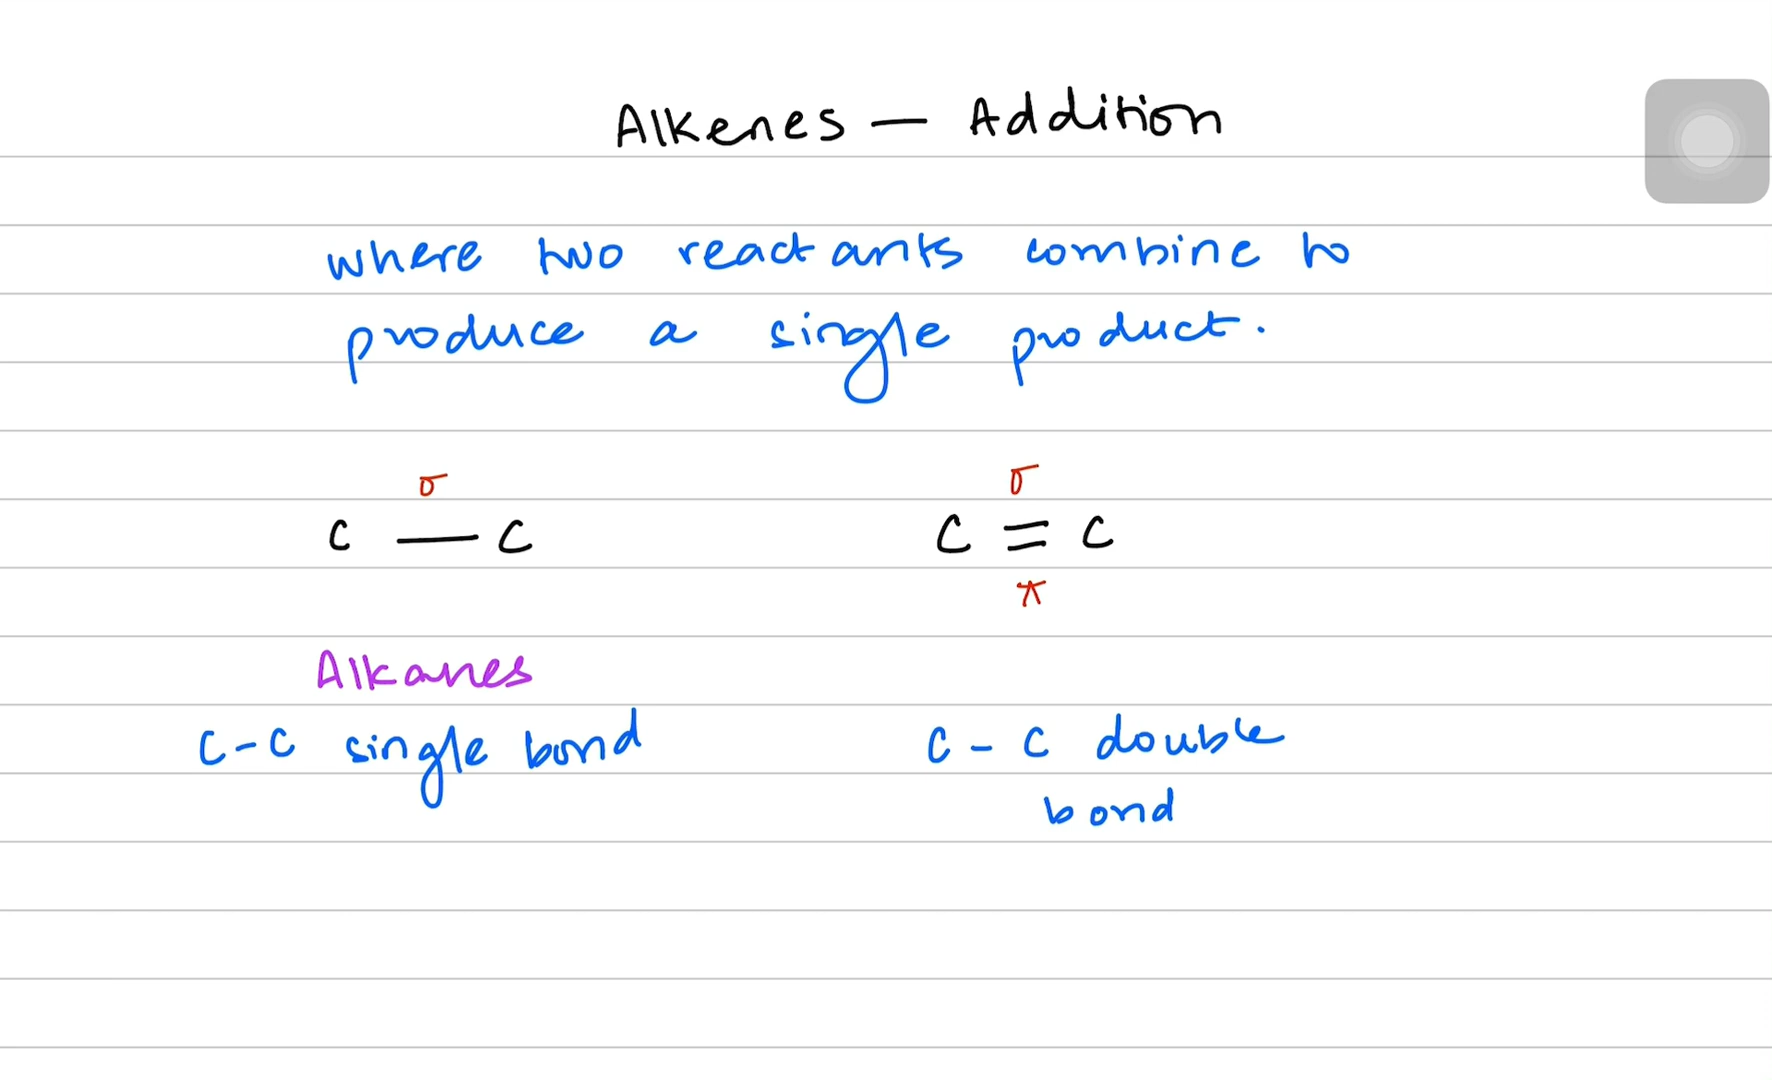 Alkenes — Addition
where two reactants combine to
produce a single product.
σ σ
C — C C = C
π
Alkanes
C-C single bond C - C double
bond